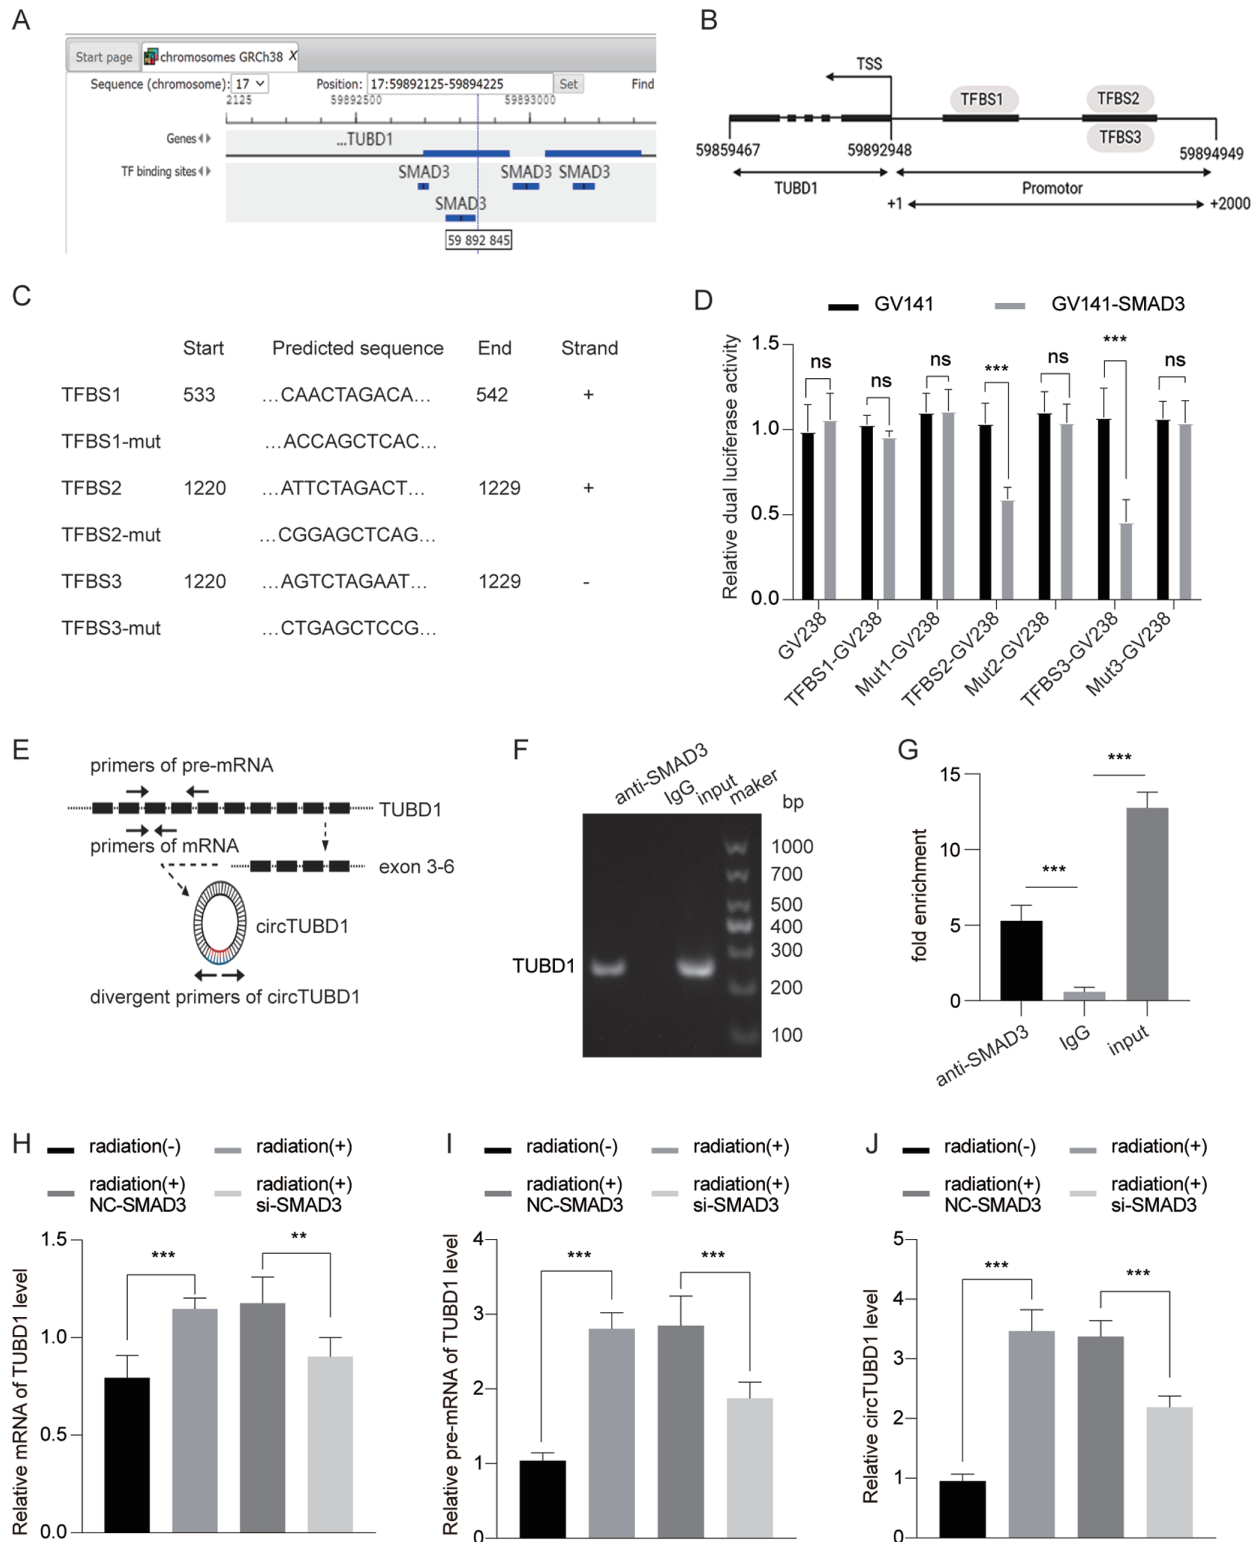 A
Start page
chromosomes GRCh38 X
Sequence (chromosome): 17
Position: 17:59892125-59894225 Set Find
2125 59892500 59893000
Genes
...TUBD1
TF binding sites
SMAD3 SMAD3 SMAD3
SMAD3
59 892 845
B
TSS
TFBS1 TFBS2
TFBS3
59859467 59892948 59894949
TUBD1 Promotor
+1 +2000
C
Start Predicted sequence End Strand
TFBS1 533 ...CAACTAGACA... 542 +
TFBS1-mut ...ACCAGCTCAC...
TFBS2 1220 ...ATTCTAGACT... 1229 +
TFBS2-mut ...CGGAGCTCAG...
TFBS3 1220 ...AGTCTAGAAT... 1229 -
TFBS3-mut ...CTGAGCTCCG...
D
GV141 GV141-SMAD3
Relative dual luciferase activity
1.5
1.0
0.5
0.0
ns ns ns *** ns *** ns
GV238
TFBS1-GV238
Mut1-GV238
TFBS2-GV238
Mut2-GV238
TFBS3-GV238
Mut3-GV238
E
primers of pre-mRNA
TUBD1
primers of mRNA
exon 3-6
circTUBD1
divergent primers of circTUBD1
F
anti-SMAD3 IgG input maker
bp
1000
700
500
400
300
200
100
TUBD1
G
fold enrichment
15
10
5
0
***
***
anti-SMAD3
IgG
input
H
radiation(-) radiation(+)
radiation(+) radiation(+)
NC-SMAD3 si-SMAD3
Relative mRNA of TUBD1 level
1.5
1.0
0.5
0.0
*** **
I
radiation(-) radiation(+)
radiation(+) radiation(+)
NC-SMAD3 si-SMAD3
Relative pre-mRNA of TUBD1 level
4
3
2
1
0
*** ***
J
radiation(-) radiation(+)
radiation(+) radiation(+)
NC-SMAD3 si-SMAD3
Relative circTUBD1 level
5
4
3
2
1
0
*** ***